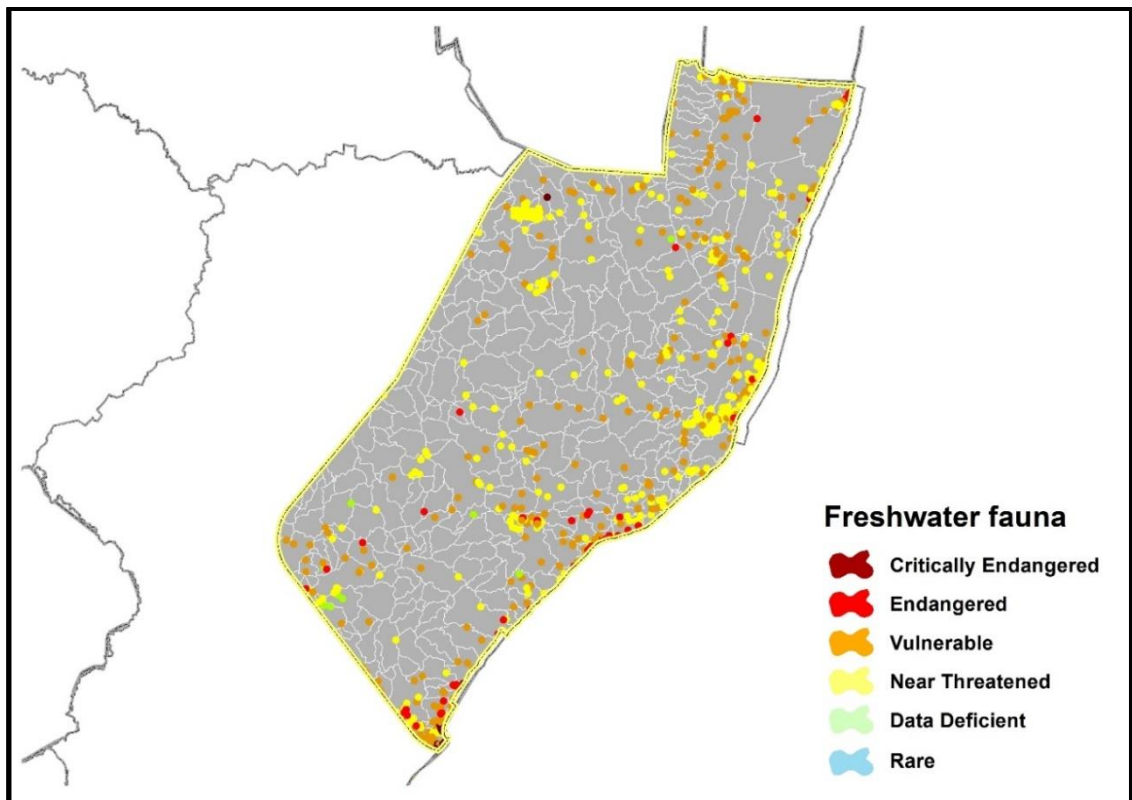 Freshwater fauna
Critically Endangered
Endangered
Vulnerable
Near Threatened
Data Deficient
Rare